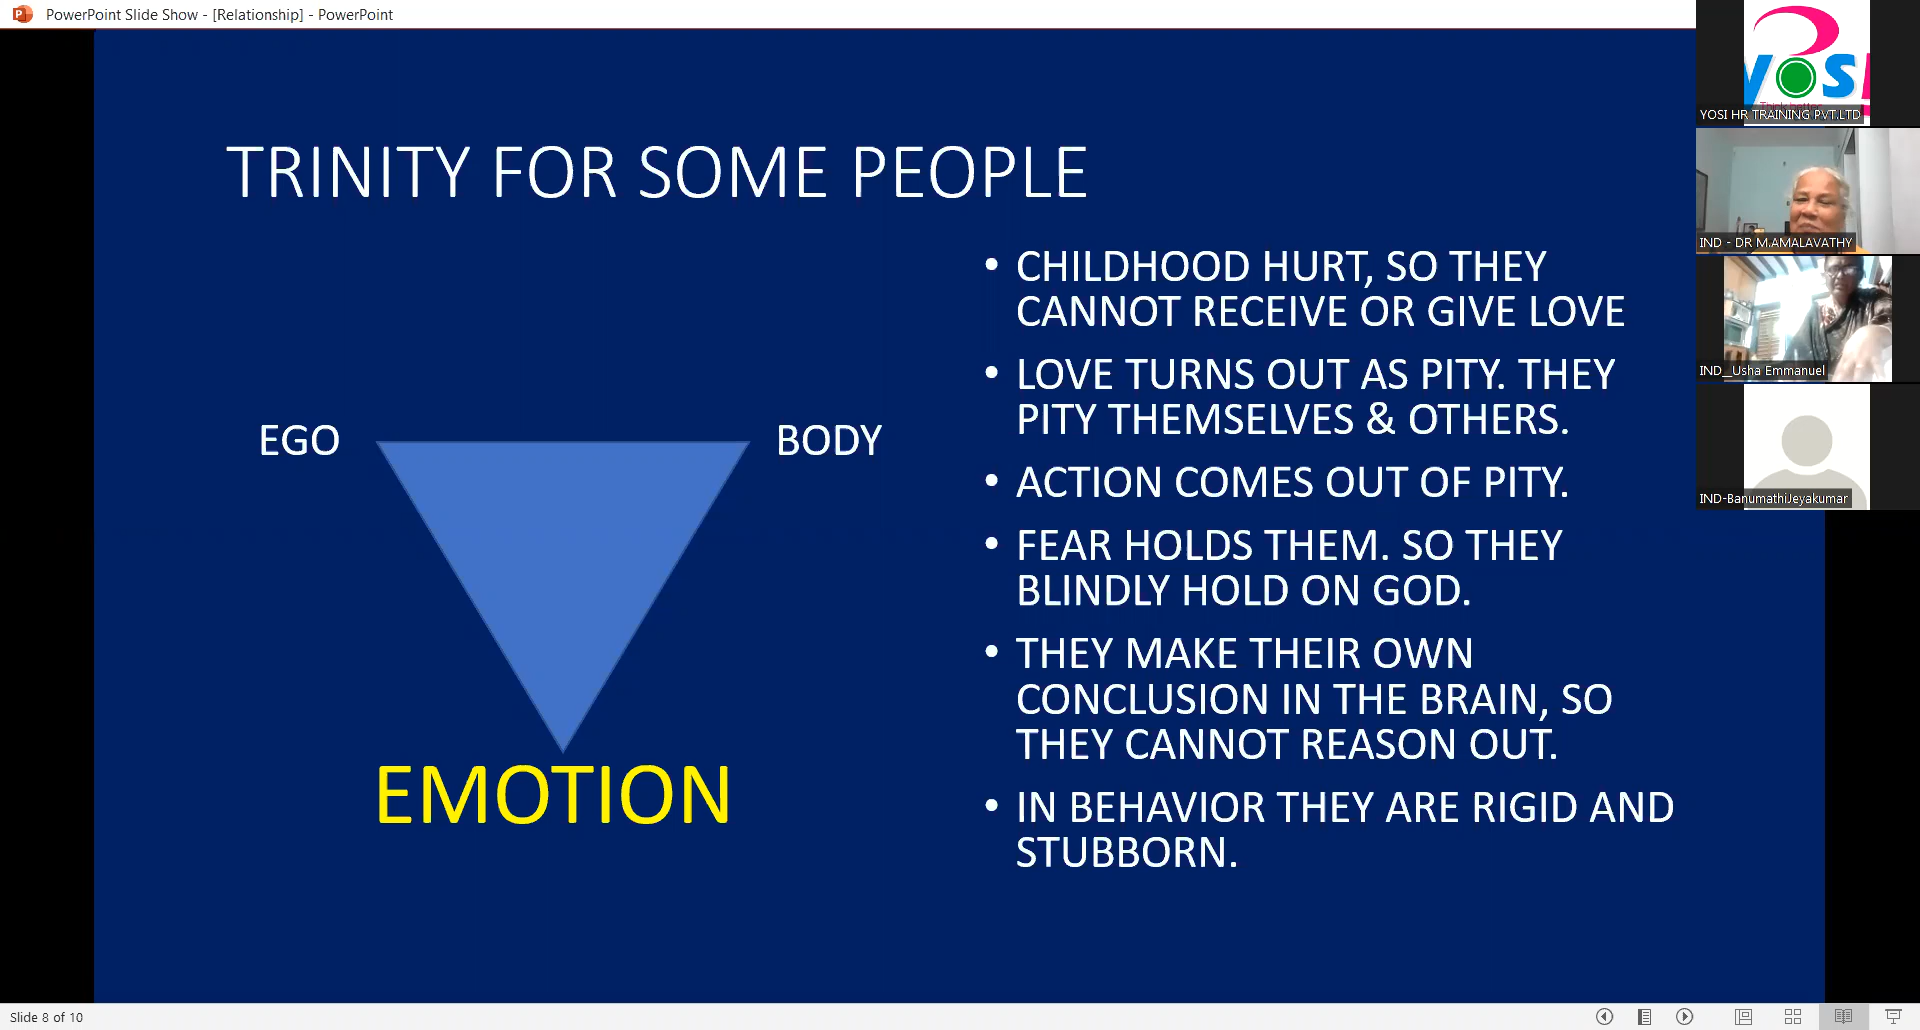 PowerPoint Slide Show - [Relationship] - PowerPoint
TRINITY FOR SOME PEOPLE
EGO
BODY
EMOTION
• CHILDHOOD HURT, SO THEY
CANNOT RECEIVE OR GIVE LOVE
• LOVE TURNS OUT AS PITY. THEY
PITY THEMSELVES & OTHERS.
• ACTION COMES OUT OF PITY.
• FEAR HOLDS THEM. SO THEY
BLINDLY HOLD ON GOD.
• THEY MAKE THEIR OWN
CONCLUSION IN THE BRAIN, SO
THEY CANNOT REASON OUT.
• IN BEHAVIOR THEY ARE RIGID AND
STUBBORN.
YOSI
Think better
YOSI HR TRAINING PVT.LTD
IND - DR M.AMALAVATHY
IND__Usha Emmanuel
IND-BanumathiJeyakumar
Slide 8 of 10